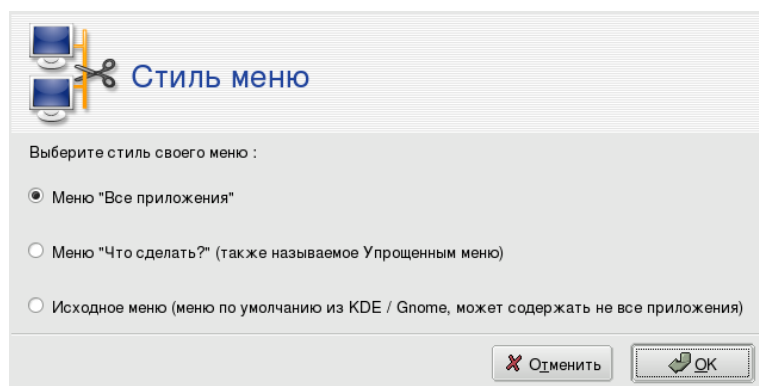 Стиль меню
Выберите стиль своего меню :
Меню "Все приложения"
Меню "Что сделать?" (также называемое Упрощенным меню)
Исходное меню (меню по умолчанию из KDE / Gnome, может содержать не все приложения)
Отменить
OK